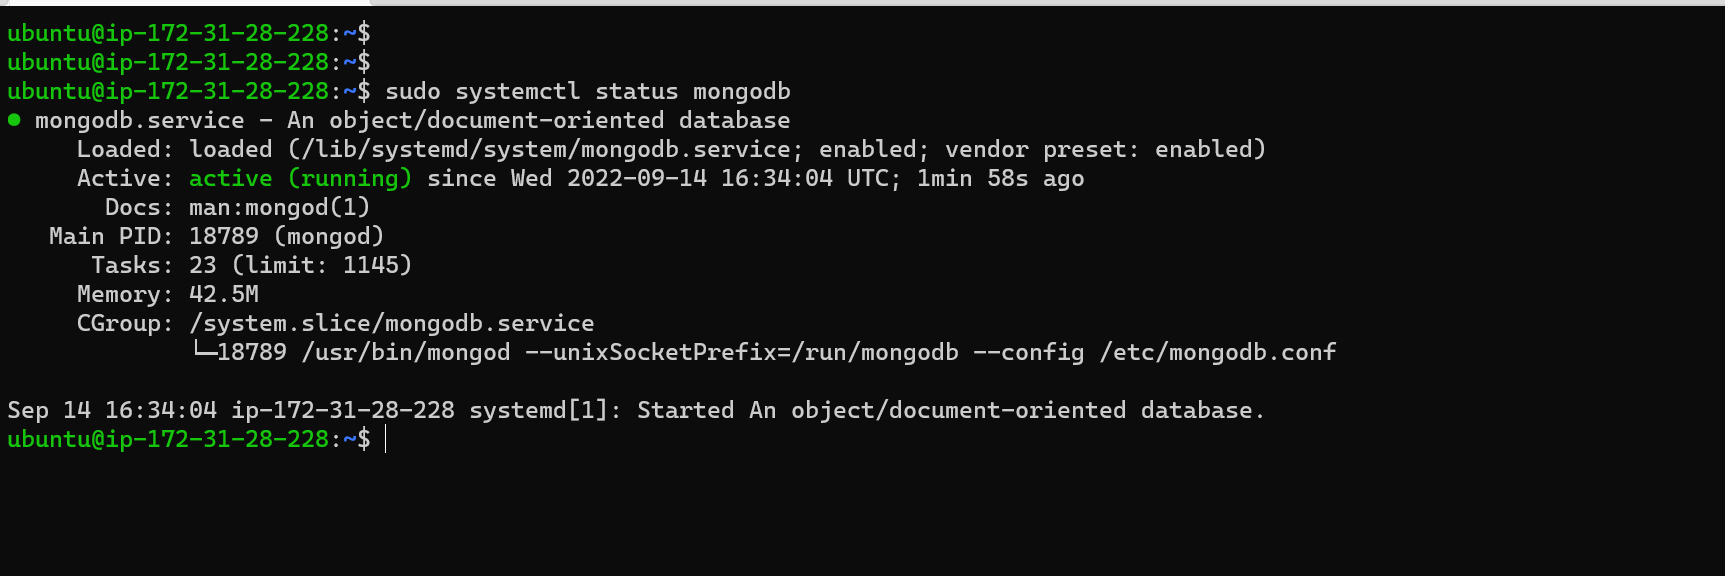 ubuntu@ip-172-31-28-228:~$
ubuntu@ip-172-31-28-228:~$
ubuntu@ip-172-31-28-228:~$ sudo systemctl status mongodb
● mongodb.service - An object/document-oriented database
     Loaded: loaded (/lib/systemd/system/mongodb.service; enabled; vendor preset: enabled)
     Active: active (running) since Wed 2022-09-14 16:34:04 UTC; 1min 58s ago
       Docs: man:mongod(1)
   Main PID: 18789 (mongod)
      Tasks: 23 (limit: 1145)
     Memory: 42.5M
     CGroup: /system.slice/mongodb.service
             └─18789 /usr/bin/mongod --unixSocketPrefix=/run/mongodb --config /etc/mongodb.conf

Sep 14 16:34:04 ip-172-31-28-228 systemd[1]: Started An object/document-oriented database.
ubuntu@ip-172-31-28-228:~$